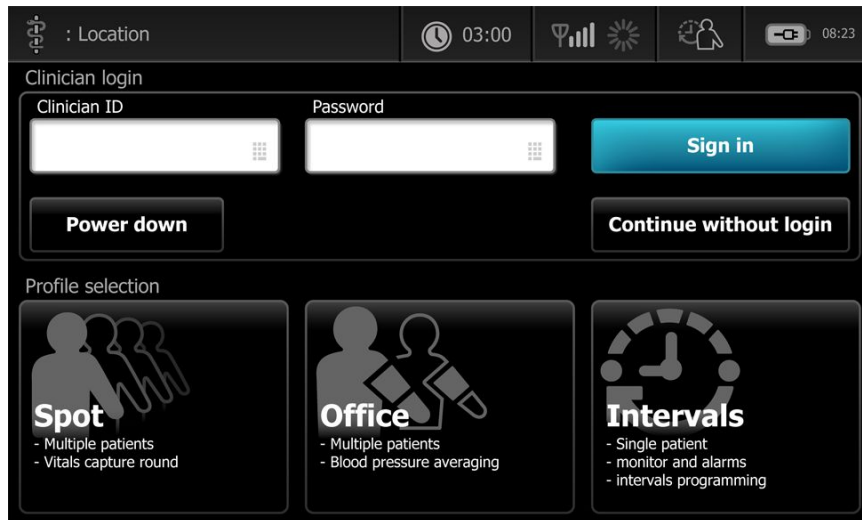 : Location
03:00
08:23
Clinician login
Clinician ID
Password
Sign in
Power down
Continue without login
Profile selection
Spot
- Multiple patients
- Vitals capture round
Office
- Multiple patients
- Blood pressure averaging
Intervals
- Single patient
- monitor and alarms
- intervals programming